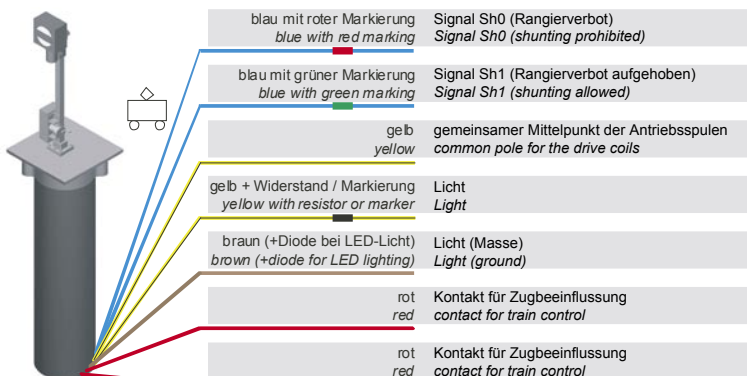 blau mit roter Markierung Signal Sh0 (Rangierverbot)
blue with red marking Signal Sh0 (shunting prohibited)
blau mit grüner Markierung Signal Sh1 (Rangierverbot aufgehoben)
blue with green marking Signal Sh1 (shunting allowed)
gelb gemeinsamer Mittelpunkt der Antriebsspulen
yellow common pole for the drive coils
gelb + Widerstand / Markierung Licht
yellow with resistor or marker Light
braun (+Diode bei LED-Licht) Licht (Masse)
brown (+diode for LED lighting) Light (ground)
rot Kontakt für Zugbeeinflussung
red contact for train control
rot Kontakt für Zugbeeinflussung
red contact for train control